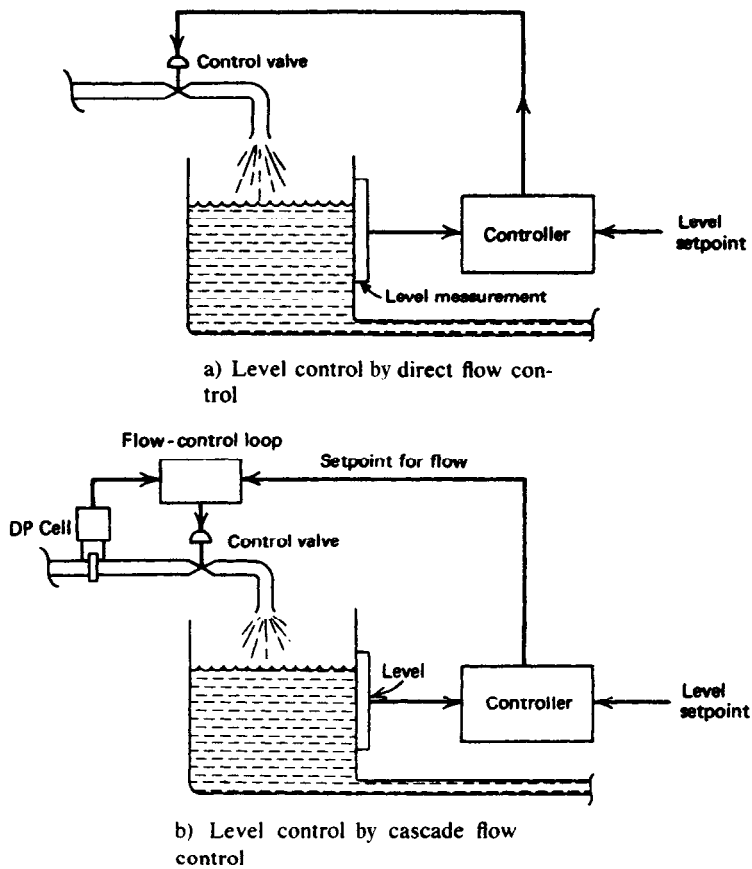 Control valve
Controller
Level
setpoint
Level measurement
a) Level control by direct flow con-
trol
Flow-control loop
Setpoint for flow
DP Cell
Control valve
Level
Controller
Level
setpoint
b) Level control by cascade flow
control